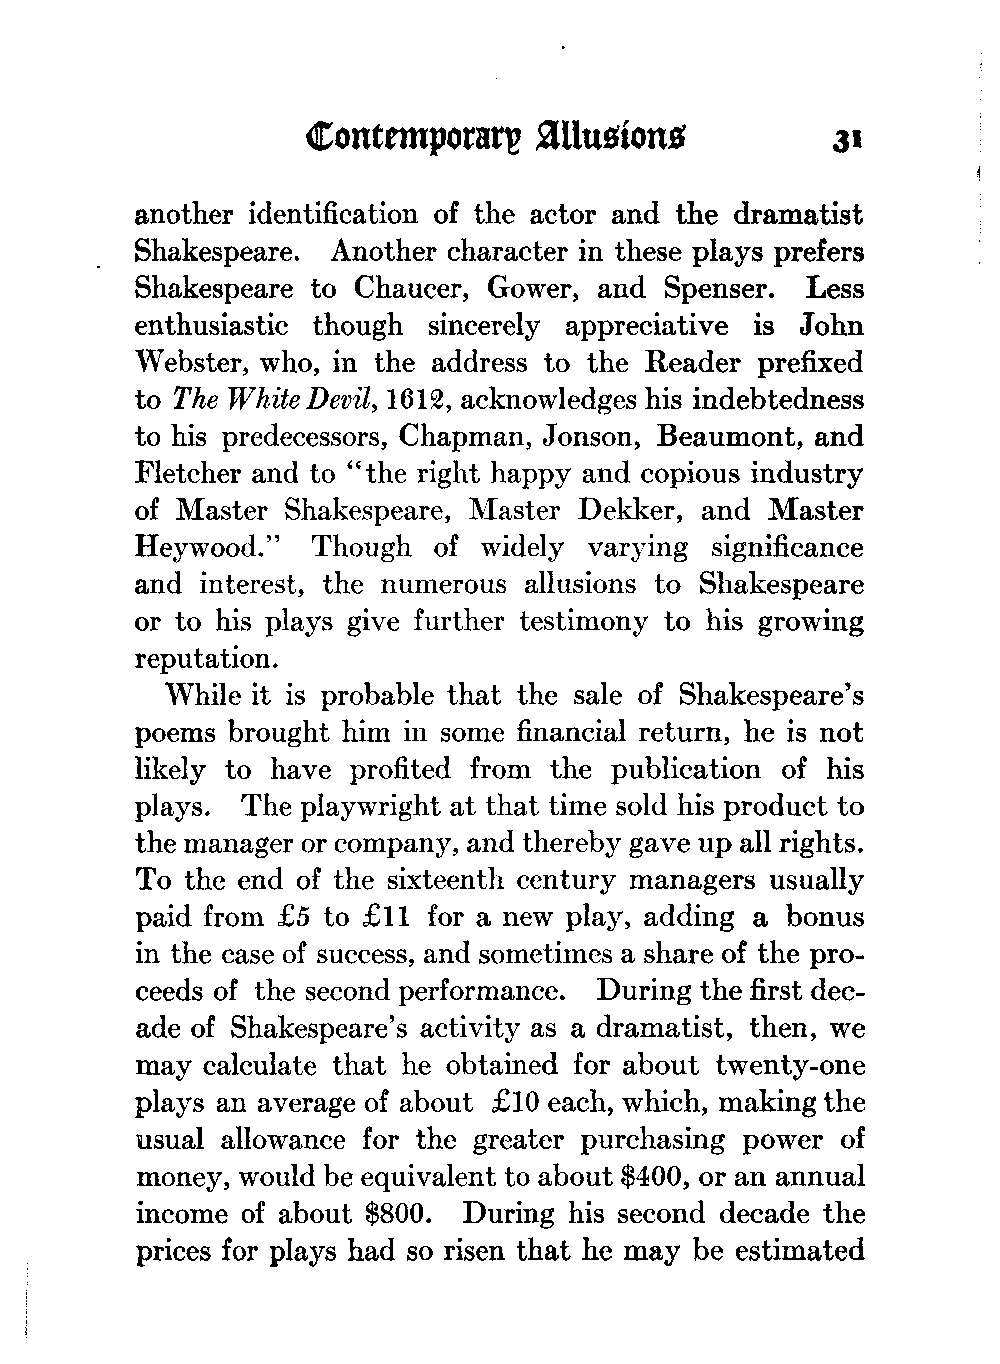 Contemporary Allusions 31
another identification of the actor and the dramatist
Shakespeare. Another character in these plays prefers
Shakespeare to Chaucer, Gower, and Spenser. Less
enthusiastic though sincerely appreciative is John
Webster, who, in the address to the Reader prefixed
to The White Devil, 1612, acknowledges his indebtedness
to his predecessors, Chapman, Jonson, Beaumont, and
Fletcher and to “the right happy and copious industry
of Master Shakespeare, Master Dekker, and Master
Heywood.” Though of widely varying significance
and interest, the numerous allusions to Shakespeare
or to his plays give further testimony to his growing
reputation.
While it is probable that the sale of Shakespeare’s
poems brought him in some financial return, he is not
likely to have profited from the publication of his
plays. The playwright at that time sold his product to
the manager or company, and thereby gave up all rights.
To the end of the sixteenth century managers usually
paid from £5 to £11 for a new play, adding a bonus
in the case of success, and sometimes a share of the pro-
ceeds of the second performance. During the first dec-
ade of Shakespeare’s activity as a dramatist, then, we
may calculate that he obtained for about twenty-one
plays an average of about £10 each, which, making the
usual allowance for the greater purchasing power of
money, would be equivalent to about $400, or an annual
income of about $800. During his second decade the
prices for plays had so risen that he may be estimated